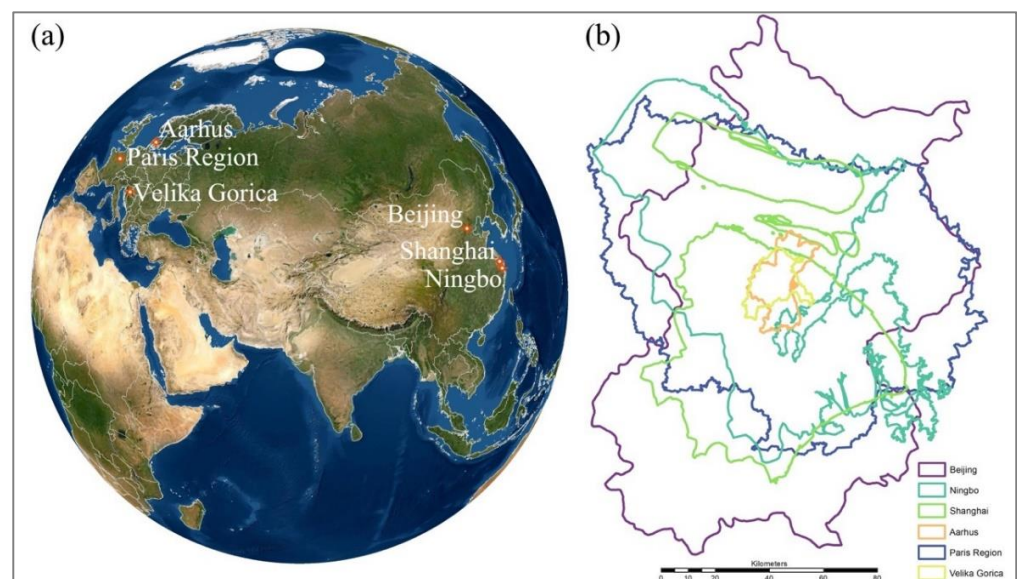 (a)
(b)
Aarhus
Paris Region
Velika Gorica
Beijing
Shanghai
Ningbo
Beijing
Ningbo
Shanghai
Aarhus
Paris Region
Velika Gorica
Kilometers
0 5 10 20 40 60 80